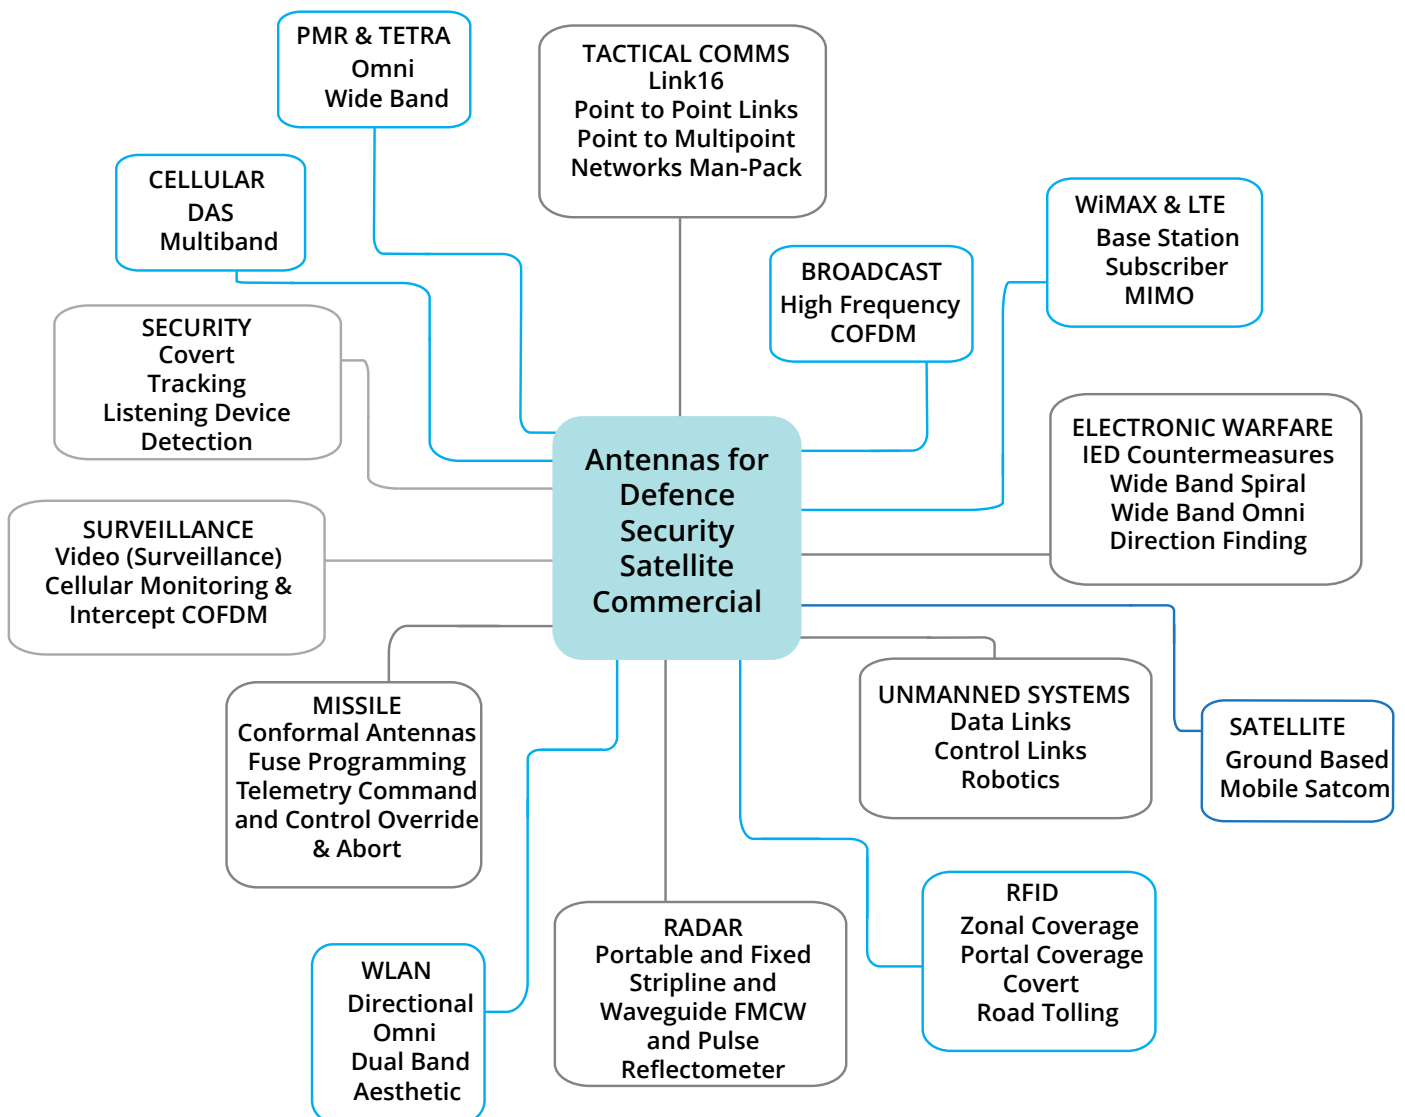 PMR & TETRA
Omni
Wide Band
TACTICAL COMMS
Link16
Point to Point Links
Point to Multipoint
Networks Man-Pack
CELLULAR
DAS
Multiband
WiMAX & LTE
Base Station
Subscriber
MIMO
BROADCAST
High Frequency
COFDM
SECURITY
Covert
Tracking
Listening Device
Detection
ELECTRONIC WARFARE
IED Countermeasures
Wide Band Spiral
Wide Band Omni
Direction Finding
Antennas for
Defence
Security
Satellite
Commercial
SURVEILLANCE
Video (Surveillance)
Cellular Monitoring &
Intercept COFDM
MISSILE
Conformal Antennas
Fuse Programming
Telemetry Command
and Control Override
& Abort
UNMANNED SYSTEMS
Data Links
Control Links
Robotics
SATELLITE
Ground Based
Mobile Satcom
RFID
Zonal Coverage
Portal Coverage
Covert
Road Tolling
RADAR
Portable and Fixed
Stripline and
Waveguide FMCW
and Pulse
Reflectometer
WLAN
Directional
Omni
Dual Band
Aesthetic